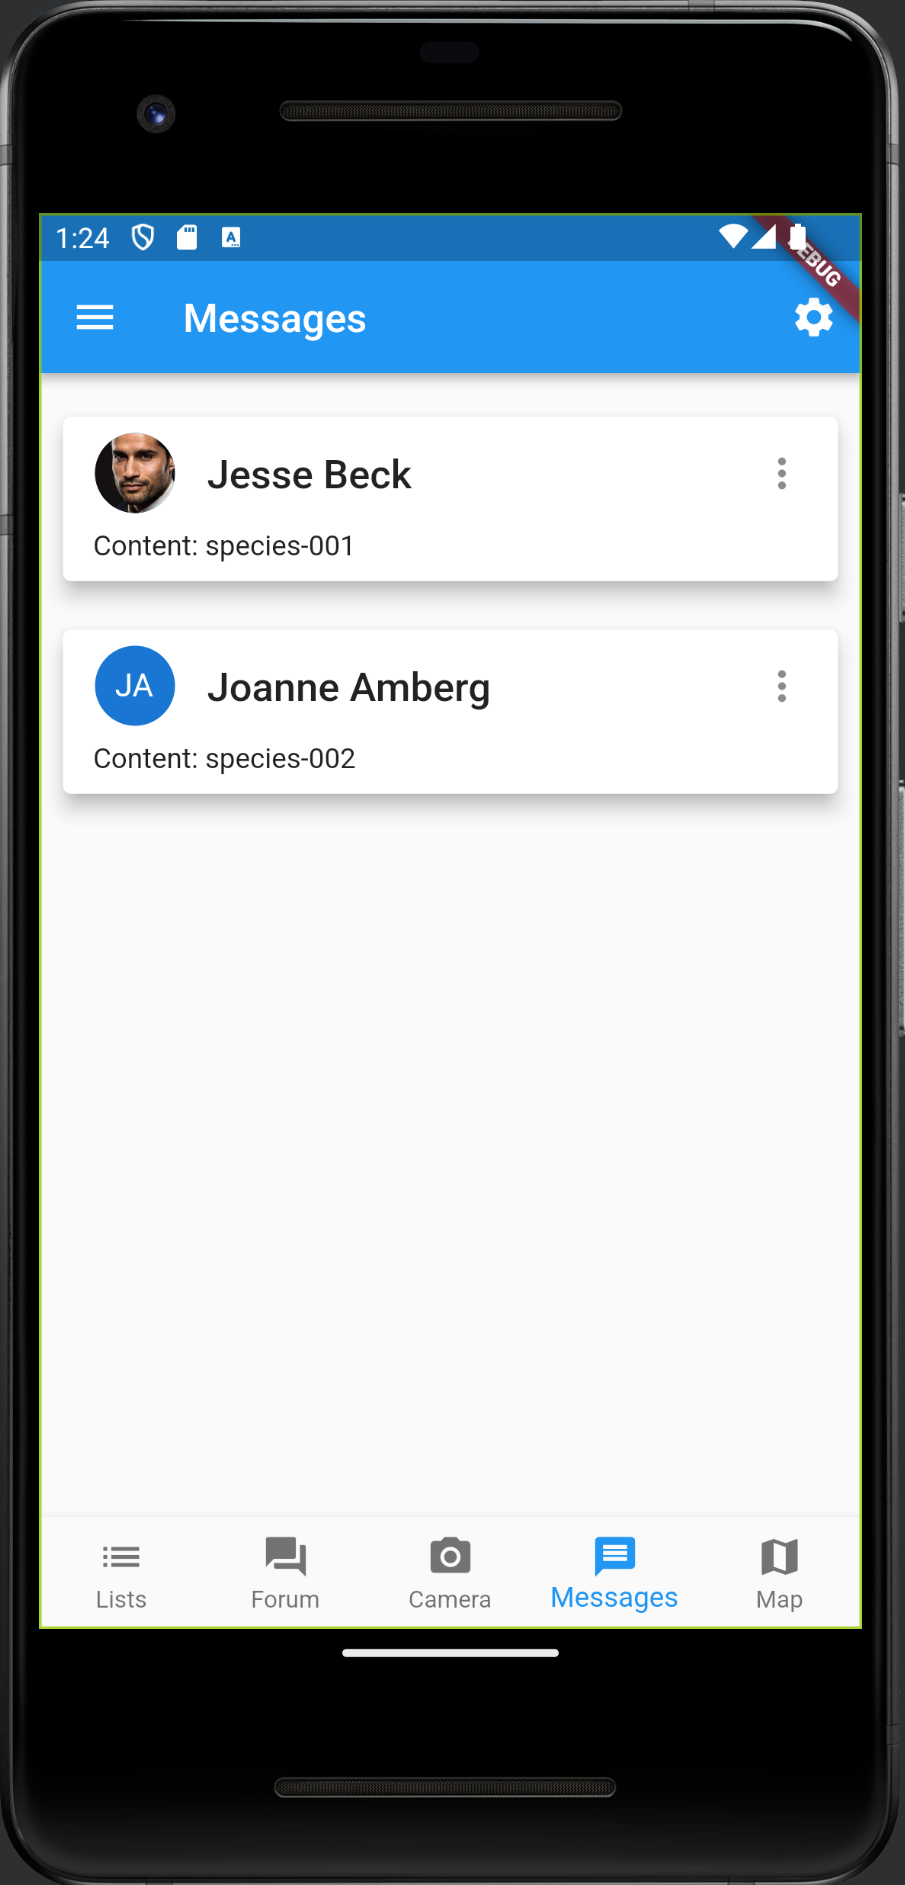 1:24
A
DEBUG
Messages
Jesse Beck
Content: species-001
JA
Joanne Amberg
Content: species-002
Lists
Forum
Camera
Messages
Map